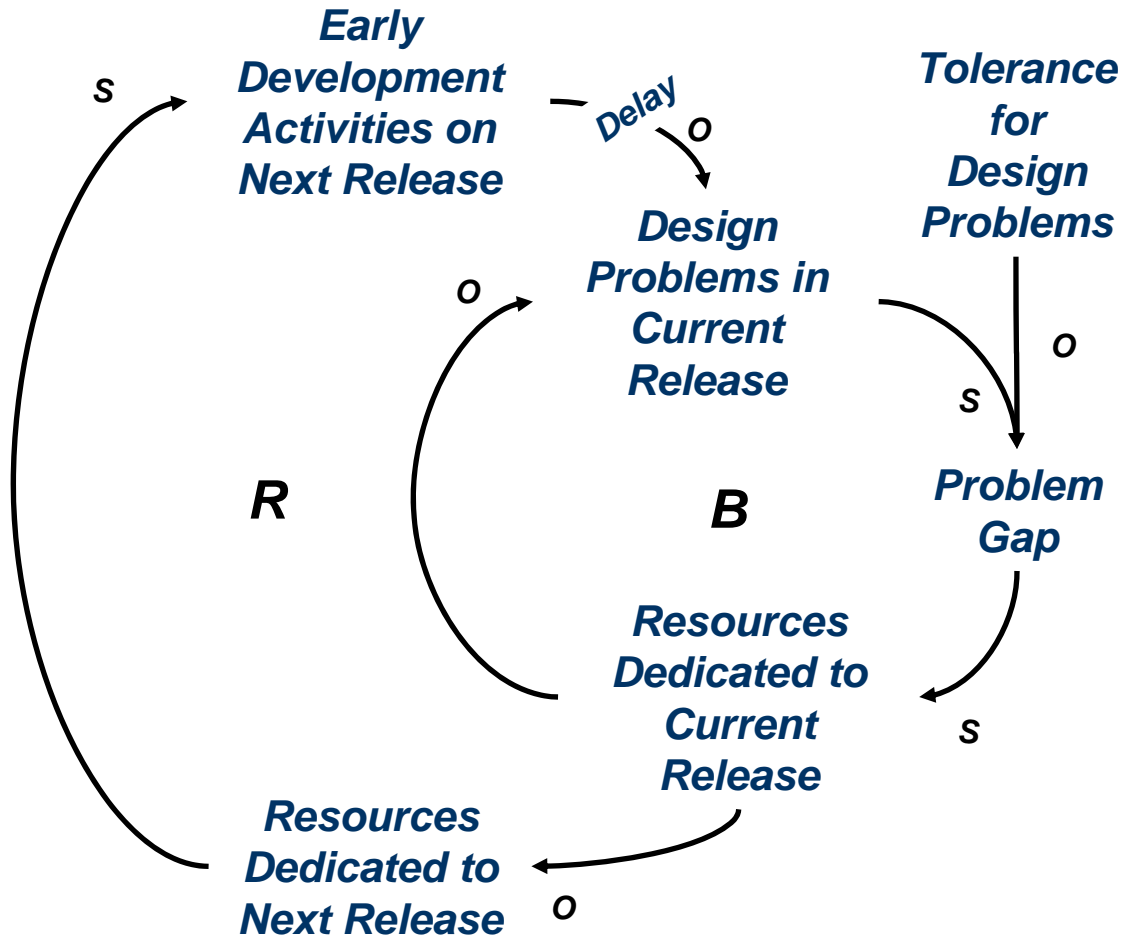 Early
Development
Activities on
Next Release
S
Delay
O
Tolerance
for
Design
Problems
O
Design
Problems in
Current
Release
O
S
R
B
Problem
Gap
Resources
Dedicated to
Current
Release
S
Resources
Dedicated to
Next Release
O